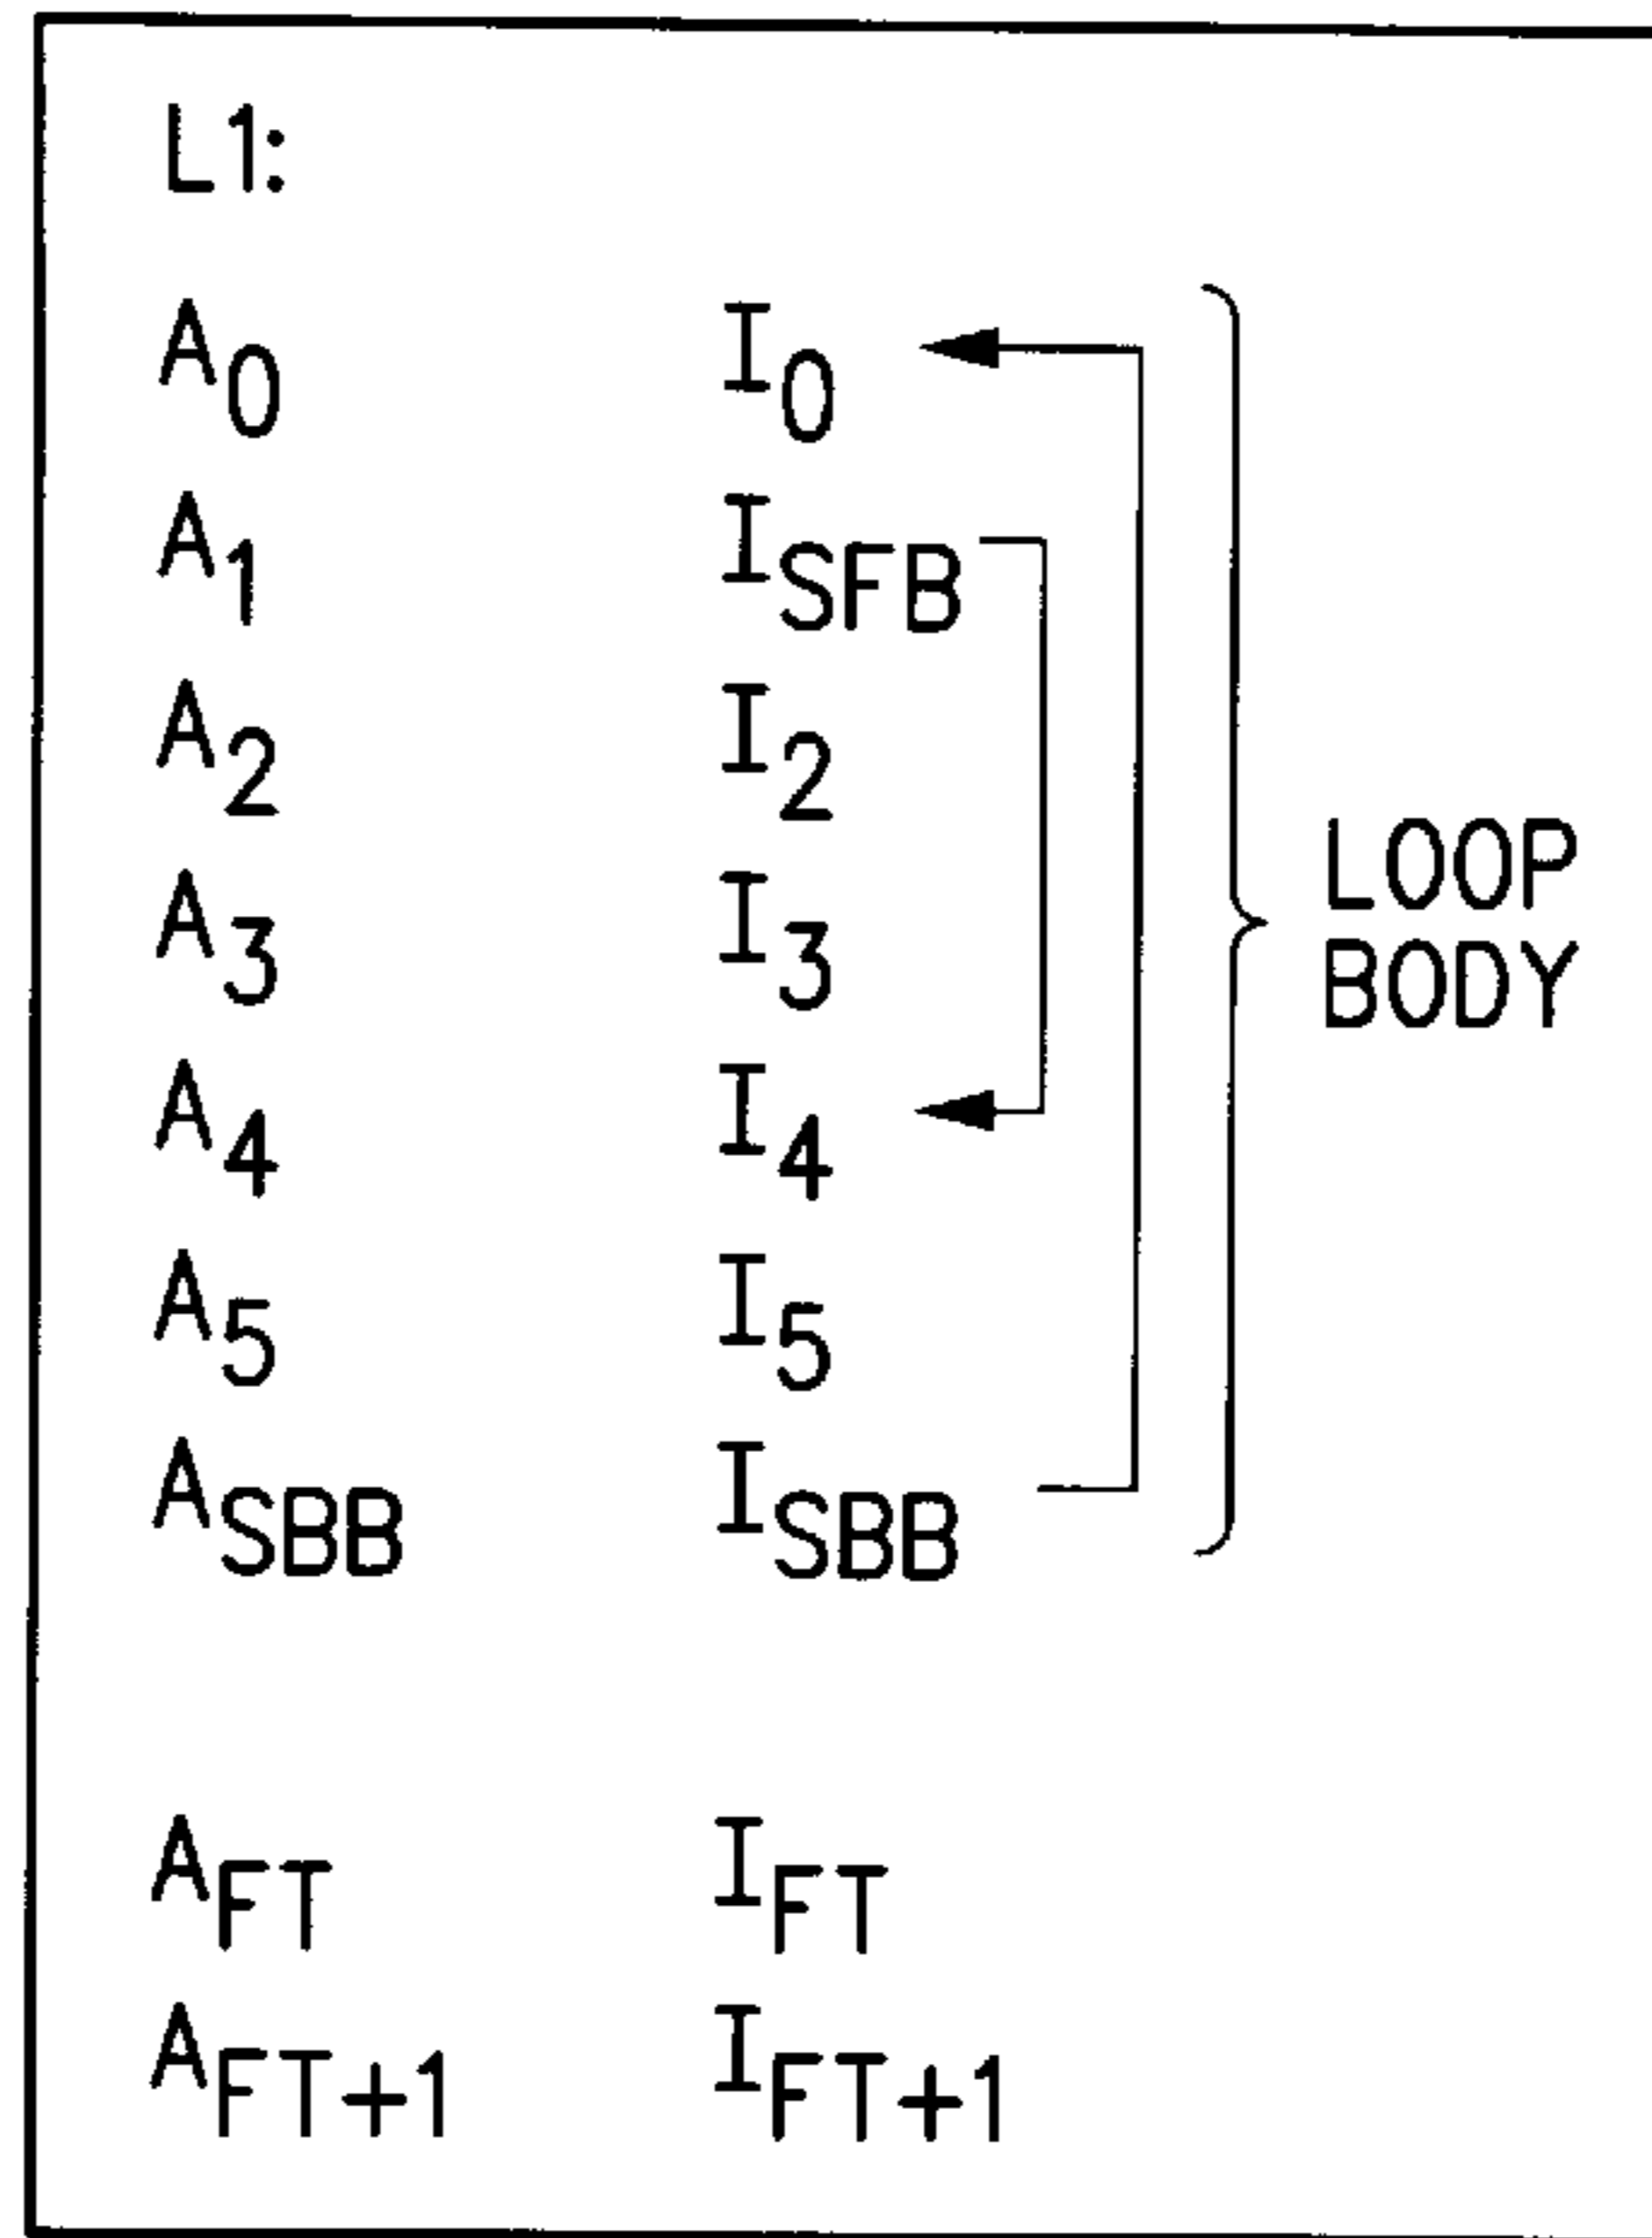 L1:
A0 I0
A1 ISFB
A2 I2
A3 I3
A4 I4
A5 I5
ASBB ISBB
LOOP
BODY
AFT IFT
AFT+1 IFT+1